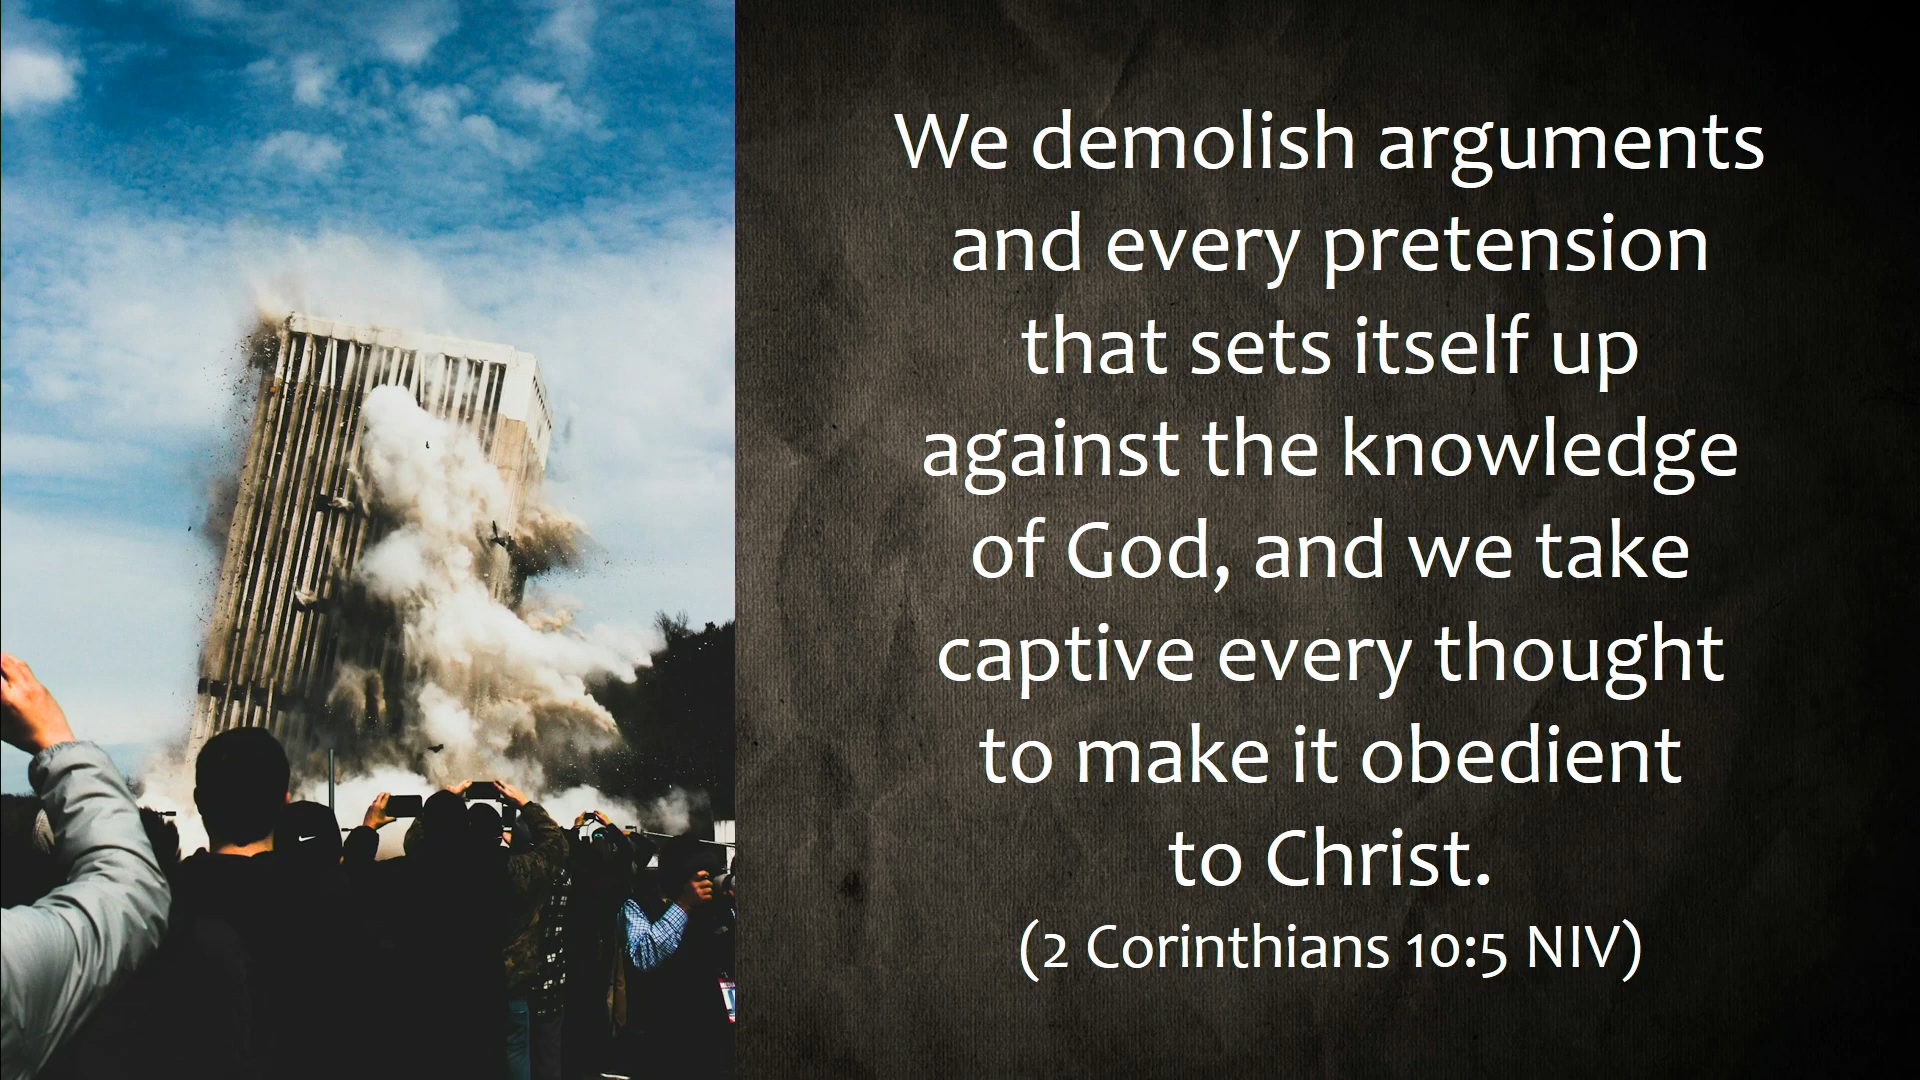 We demolish arguments
and every pretension
that sets itself up
against the knowledge
of God, and we take
captive every thought
to make it obedient
to Christ.
(2 Corinthians 10:5 NIV)